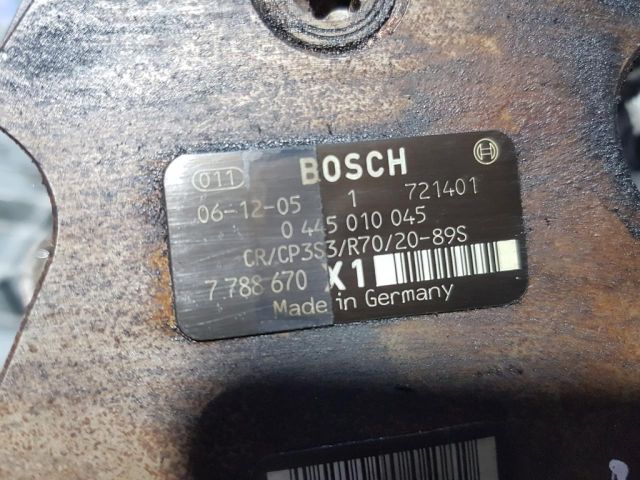 011 BOSCH
06-12-05 1 721401
0 445 010 045
CR/CP3S3/R70/20-89S
7 788 670 X1
Made in Germany